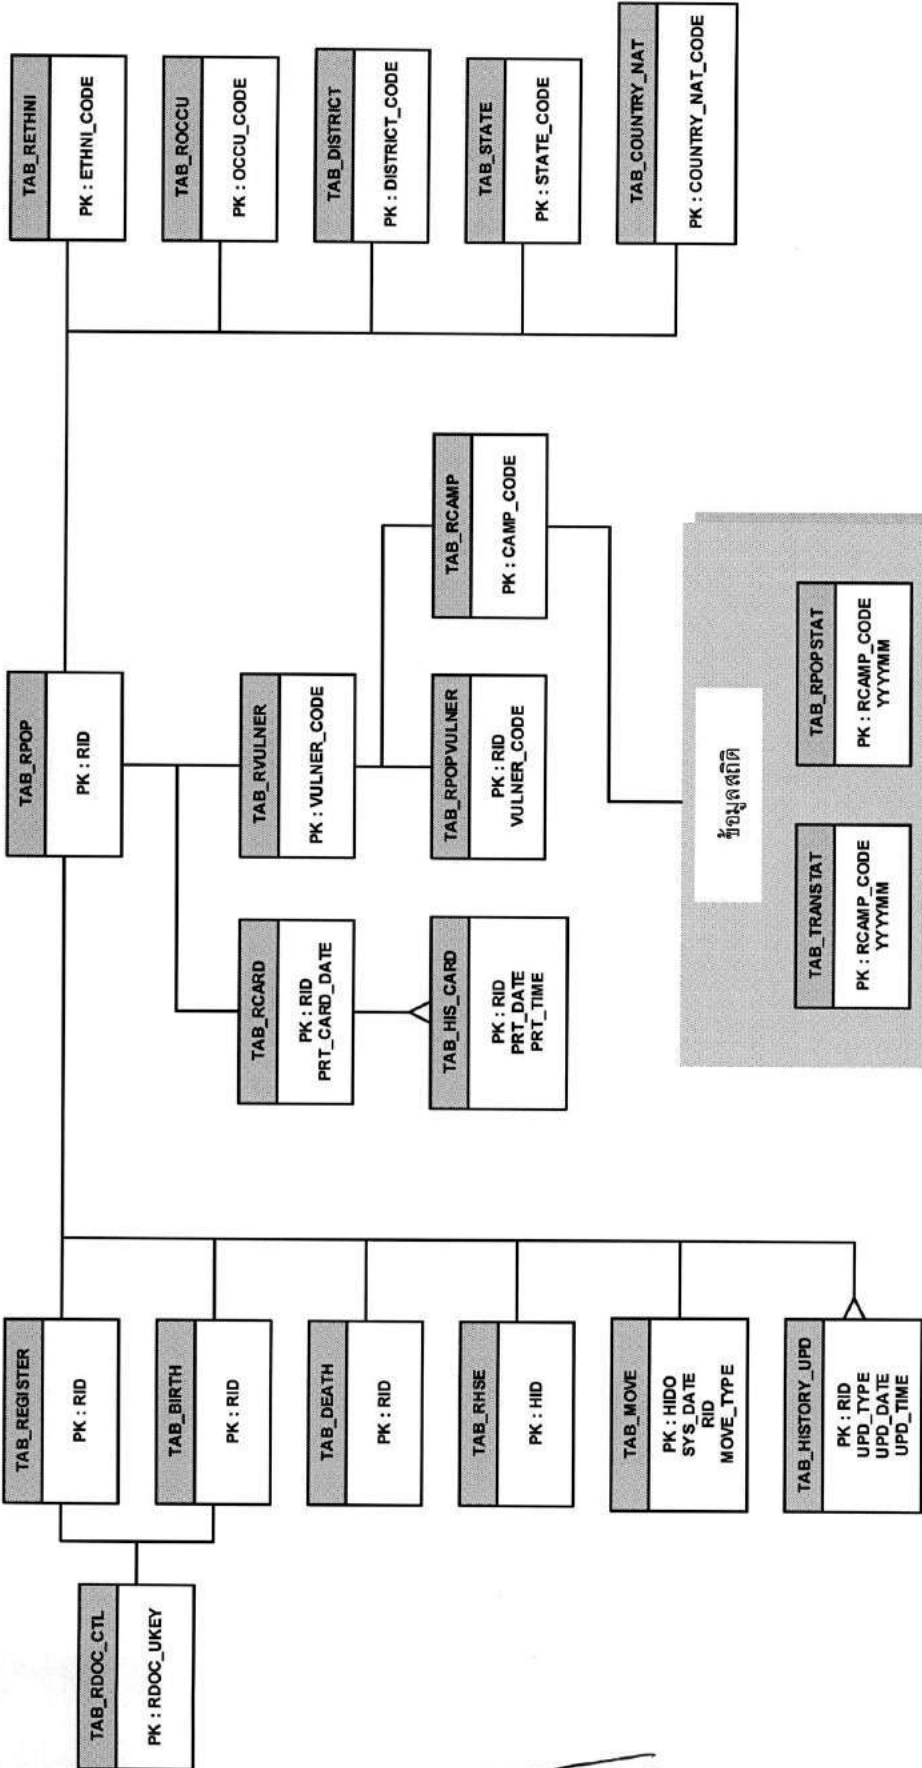 TAB_RDOC_CTL
PK : RDOC_UKEY
TAB_REGISTER
PK : RID
TAB_BIRTH
PK : RID
TAB_DEATH
PK : RID
TAB_RHSE
PK : HID
TAB_MOVE
PK : HIDO
SYS_DATE
RID
MOVE_TYPE
TAB_HISTORY_UPD
PK : RID
UPD_TYPE
UPD_DATE
UPD_TIME
TAB_RPOP
PK : RID
TAB_RCARD
PK : RID
PRT_CARD_DATE
TAB_HIS_CARD
PK : RID
PRT_DATE
PRT_TIME
TAB_RVULNER
PK : VULNER_CODE
TAB_RPOPVULNER
PK : RID
VULNER_CODE
TAB_RCAMP
PK : CAMP_CODE
ข้อมูลสถิติ
TAB_TRANSTAT
PK : RCAMP_CODE
YYYYMM
TAB_RPOPSTAT
PK : RCAMP_CODE
YYYYMM
TAB_RETHNI
PK : ETHNI_CODE
TAB_ROCCU
PK : OCCU_CODE
TAB_DISTRICT
PK : DISTRICT_CODE
TAB_STATE
PK : STATE_CODE
TAB_COUNTRY_NAT
PK : COUNTRY_NAT_CODE